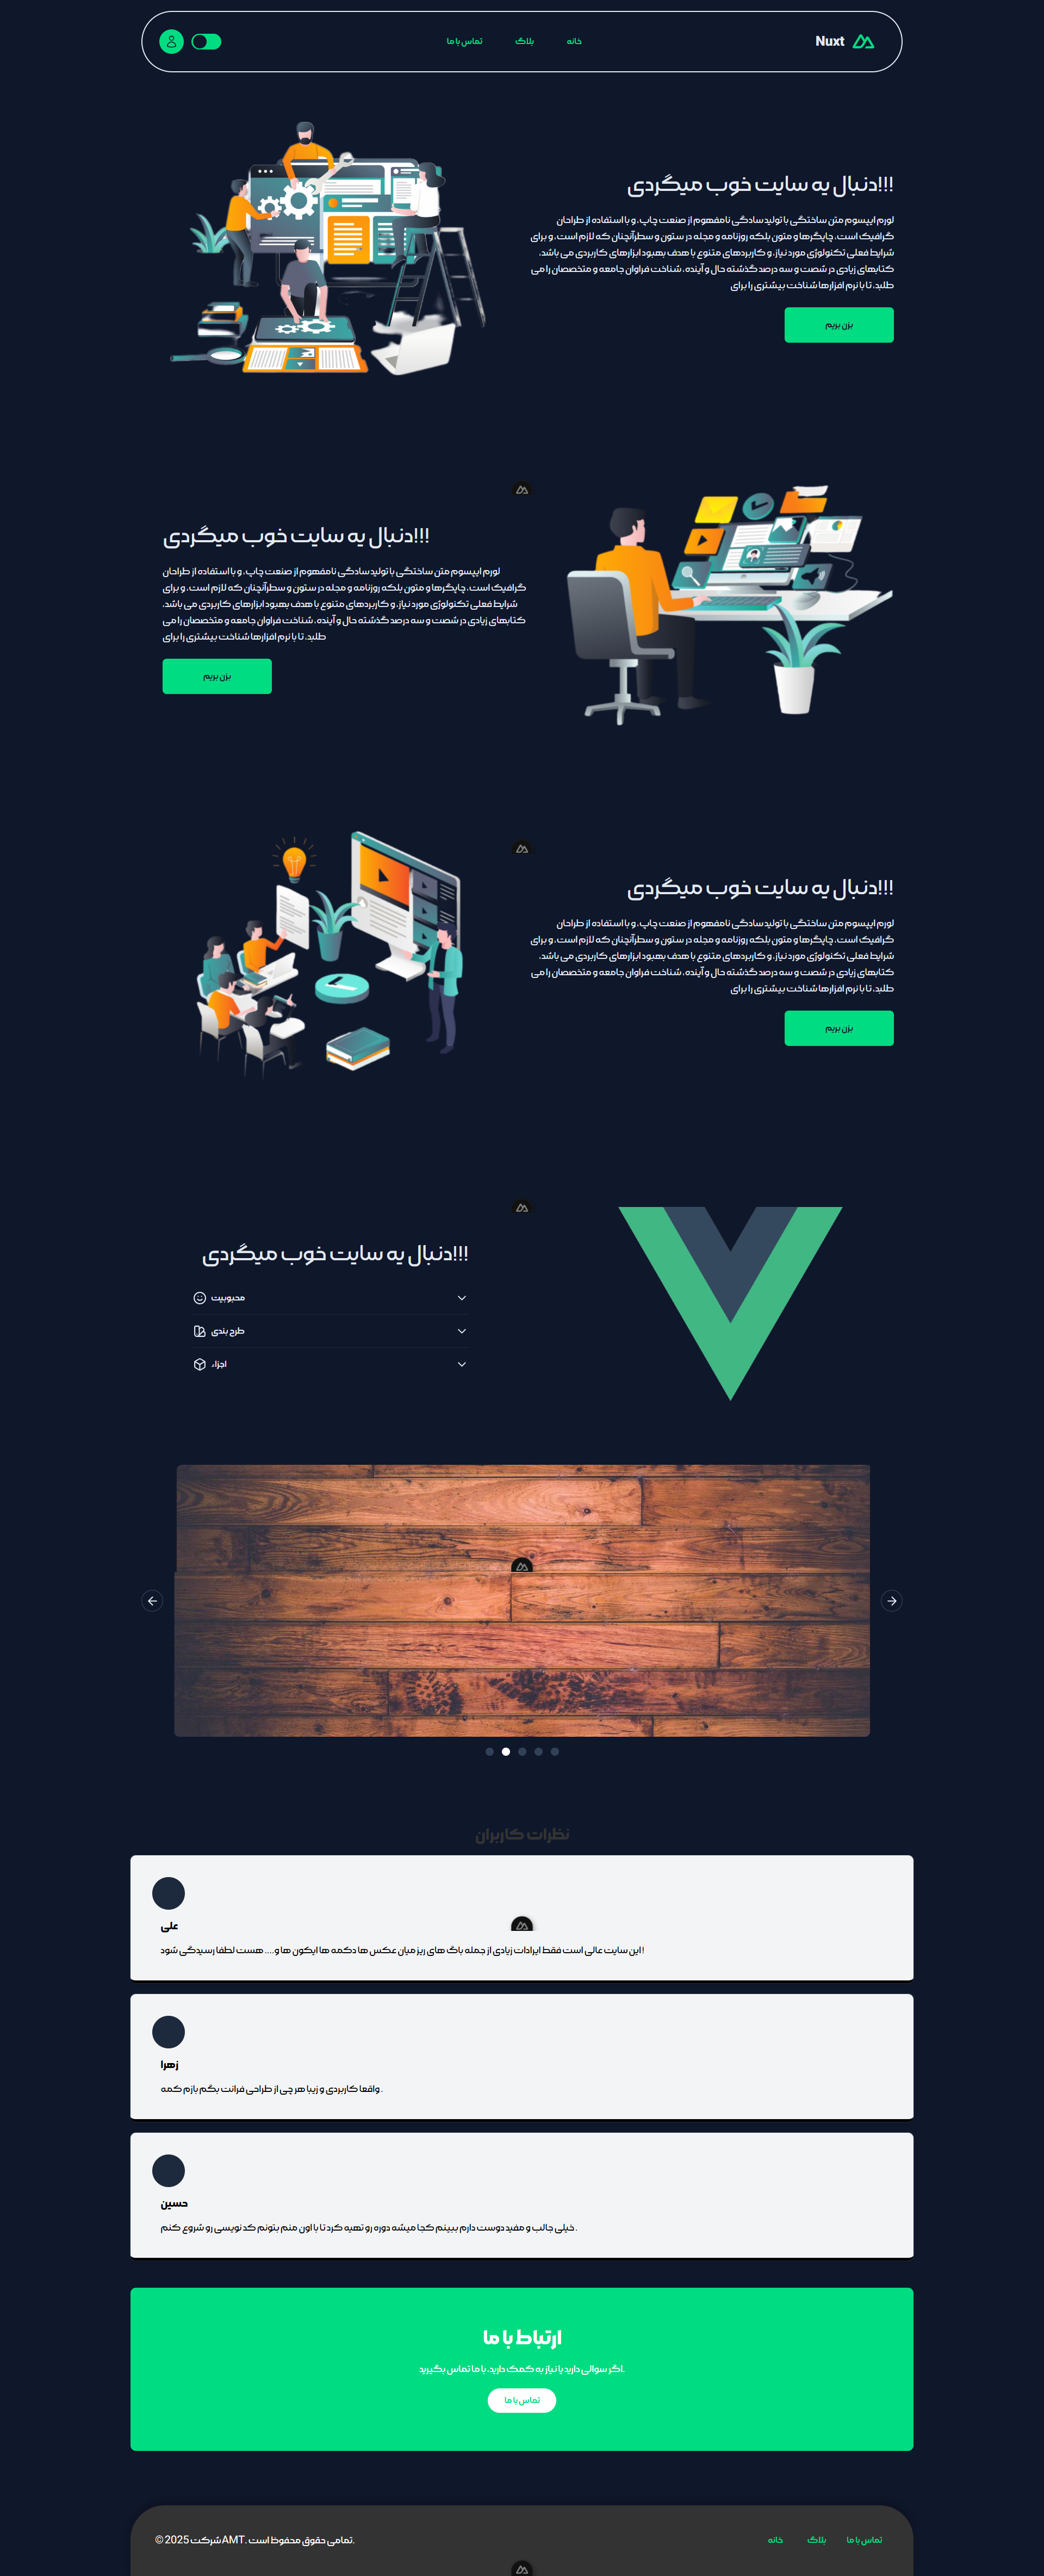 Nuxt
خانه
بلاگ
تماس با ما
دنبال یه سایت خوب میگردی!!!
لورم ایپسوم متن ساختگی با تولید سادگی نامفهوم از صنعت چاپ، و با استفاده از طراحان
گرافیک است، چاپگرها و متون بلکه روزنامه و مجله در ستون و سطرآنچنان که لازم است، و برای
شرایط فعلی تکنولوژی مورد نیاز، و کاربردهای متنوع با هدف بهبود ابزارهای کاربردی می باشد،
کتابهای زیادی در شصت و سه درصد گذشته حال و آینده، شناخت فراوان جامعه و متخصصان را می
طلبد، تا با نرم افزارها شناخت بیشتری را برای
بزن بریم
دنبال یه سایت خوب میگردی!!!
لورم ایپسوم متن ساختگی با تولید سادگی نامفهوم از صنعت چاپ، و با استفاده از طراحان
گرافیک است، چاپگرها و متون بلکه روزنامه و مجله در ستون و سطرآنچنان که لازم است، و برای
شرایط فعلی تکنولوژی مورد نیاز، و کاربردهای متنوع با هدف بهبود ابزارهای کاربردی می باشد،
کتابهای زیادی در شصت و سه درصد گذشته حال و آینده، شناخت فراوان جامعه و متخصصان را می
طلبد، تا با نرم افزارها شناخت بیشتری را برای
بزن بریم
دنبال یه سایت خوب میگردی!!!
لورم ایپسوم متن ساختگی با تولید سادگی نامفهوم از صنعت چاپ، و با استفاده از طراحان
گرافیک است، چاپگرها و متون بلکه روزنامه و مجله در ستون و سطرآنچنان که لازم است، و برای
شرایط فعلی تکنولوژی مورد نیاز، و کاربردهای متنوع با هدف بهبود ابزارهای کاربردی می باشد،
کتابهای زیادی در شصت و سه درصد گذشته حال و آینده، شناخت فراوان جامعه و متخصصان را می
طلبد، تا با نرم افزارها شناخت بیشتری را برای
بزن بریم
دنبال یه سایت خوب میگردی!!!
محبوبیت
طرح بندی
اجزاء
نظرات کاربران
علی
این سایت عالی است فقط ایرادات زیادی از جمله باگ های ریز میان عکس ها دکمه ها ایکون ها و.... هست لطفا رسیدگی شود !
زهرا
واقعا کاربردی و زیبا هر چی از طراحی فرانت بگم بازم کمه .
حسین
خیلی جالب و مفید دوست دارم ببینم کجا میشه دوره رو تهیه کرد تا با اون منم بتونم کد نویسی رو شروع کنم .
ارتباط با ما
اگر سوالی دارید یا نیاز به کمک دارید، با ما تماس بگیرید.
تماس با ما
تماس با ما
بلاگ
خانه
© 2025 شرکت AMT. تمامی حقوق محفوظ است.